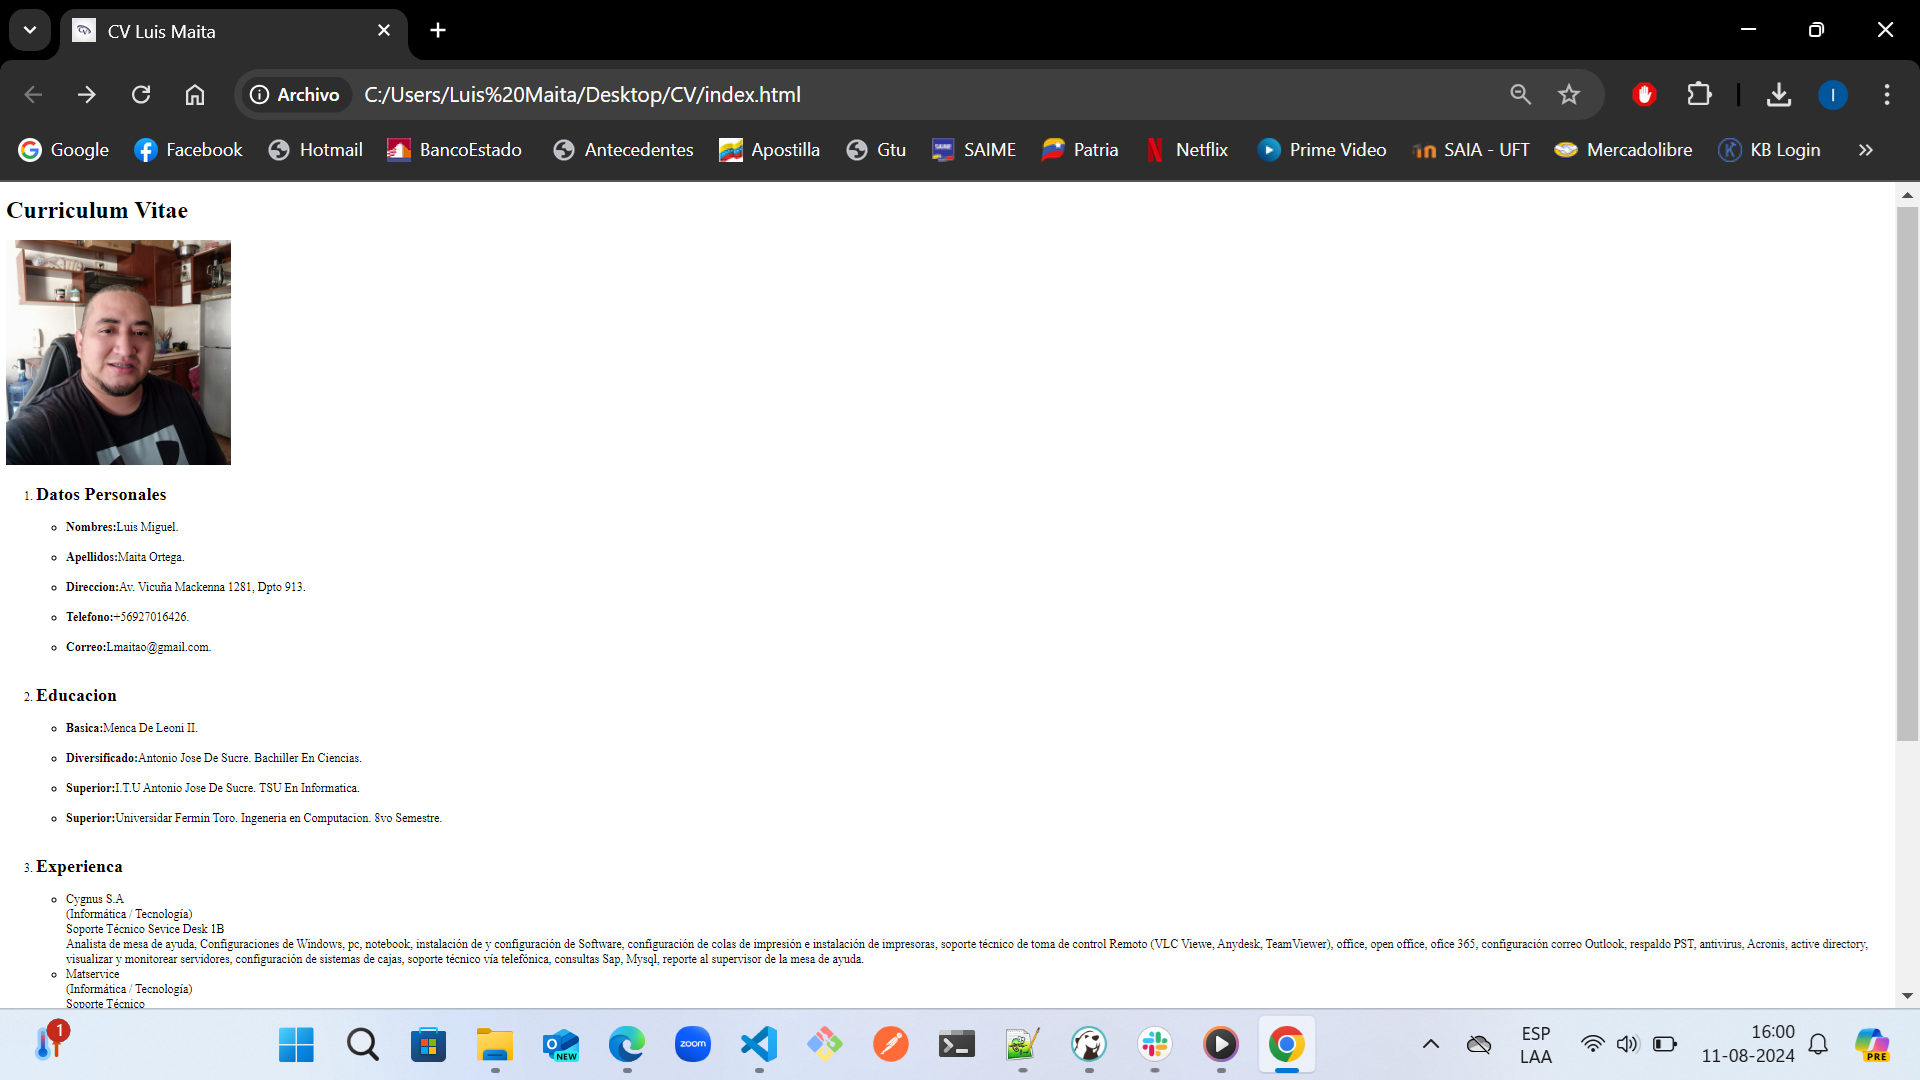 CV Luis Maita
Archivo
C:/Users/Luis%20Maita/Desktop/CV/index.html
I
Google
Facebook
Hotmail
BancoEstado
Antecedentes
Apostilla
Gtu
SAIME
Patria
Netflix
Prime Video
SAIA - UFT
Mercadolibre
KB Login
Curriculum Vitae
1. Datos Personales
Nombres:Luis Miguel.
Apellidos:Maita Ortega.
Direccion:Av. Vicuña Mackenna 1281, Dpto 913.
Telefono:+56927016426.
Correo:Lmaitao@gmail.com.
2. Educacion
Basica:Menca De Leoni II.
Diversificado:Antonio Jose De Sucre. Bachiller En Ciencias.
Superior:I.T.U Antonio Jose De Sucre. TSU En Informatica.
Superior:Universidar Fermin Toro. Ingeneria en Computacion. 8vo Semestre.
3. Experienca
Cygnus S.A
(Informática / Tecnología)
Soporte Técnico Sevice Desk 1B
Analista de mesa de ayuda, Configuraciones de Windows, pc, notebook, instalación de y configuración de Software, configuración de colas de impresión e instalación de impresoras, soporte técnico de toma de control Remoto (VLC Viewe, Anydesk, TeamViewer), office, open office, ofice 365, configuración correo Outlook, respaldo PST, antivirus, Acronis, active directory,
visualizar y monitorear servidores, configuración de sistemas de cajas, soporte técnico vía telefónica, consultas Sap, Mysql, reporte al supervisor de la mesa de ayuda.
Matservice
(Informática / Tecnología)
Soporte Técnico
1
NEW
zoom
ESP
LAA
16:00
11-08-2024
PRE